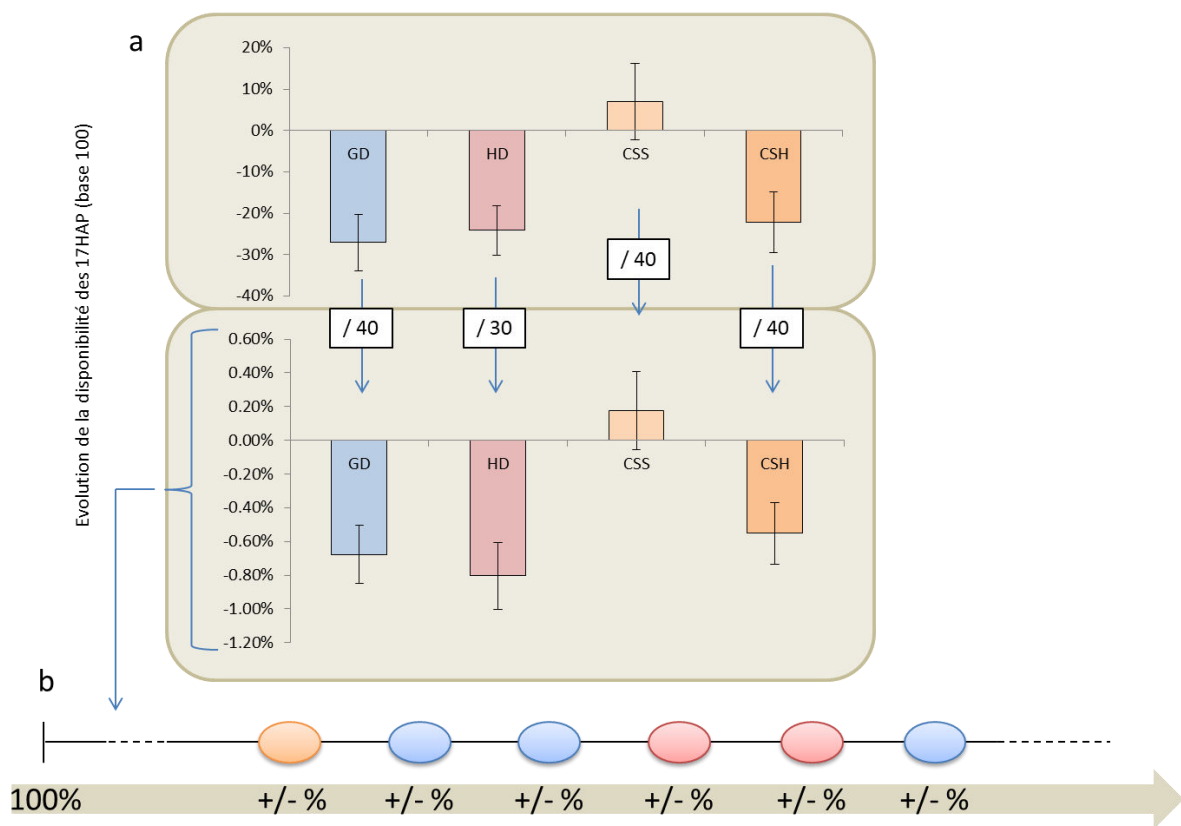 a
Evolution de la disponibilité des 17HAP (base 100)
20%
10%
0%
-10%
-20%
-30%
-40%
GD
HD
CSS
CSH
/ 40
/ 40
/ 30
/ 40
0.60%
0.40%
0.20%
0.00%
-0.20%
-0.40%
-0.60%
-0.80%
-1.00%
-1.20%
GD
HD
CSS
CSH
b
100%
+/- %
+/- %
+/- %
+/- %
+/- %
+/- %